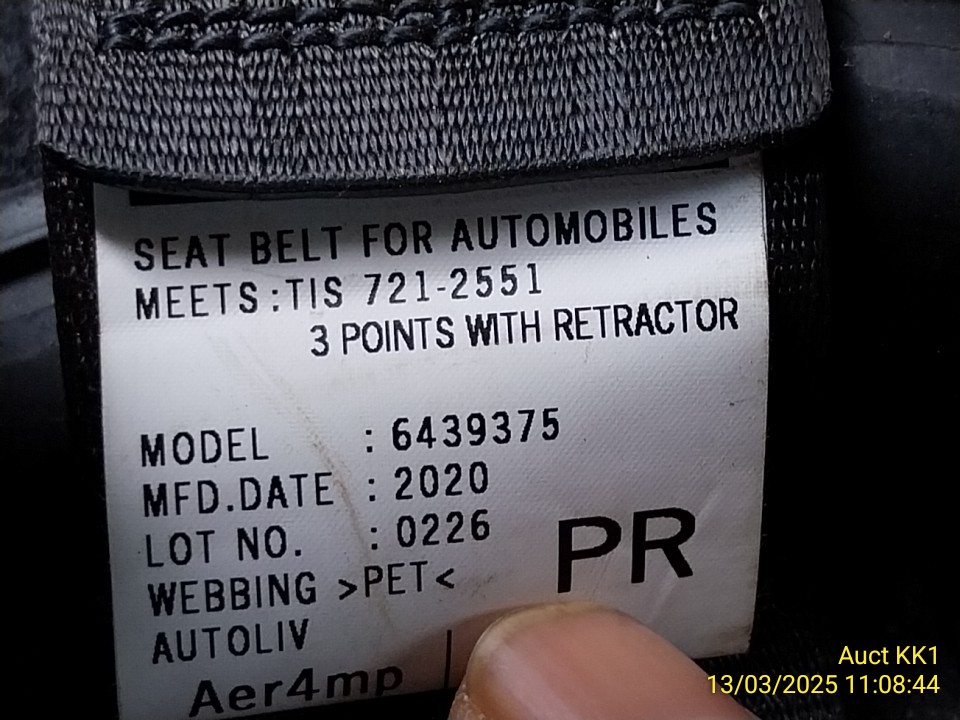 SEAT BELT FOR AUTOMOBILES
MEETS:TIS 721-2551
3 POINTS WITH RETRACTOR
MODEL : 6439375
MFD.DATE : 2020
LOT NO. : 0226
PR
WEBBING >PET<
AUTOLIV
Aer4mp
Auct KK1
13/03/2025 11:08:44